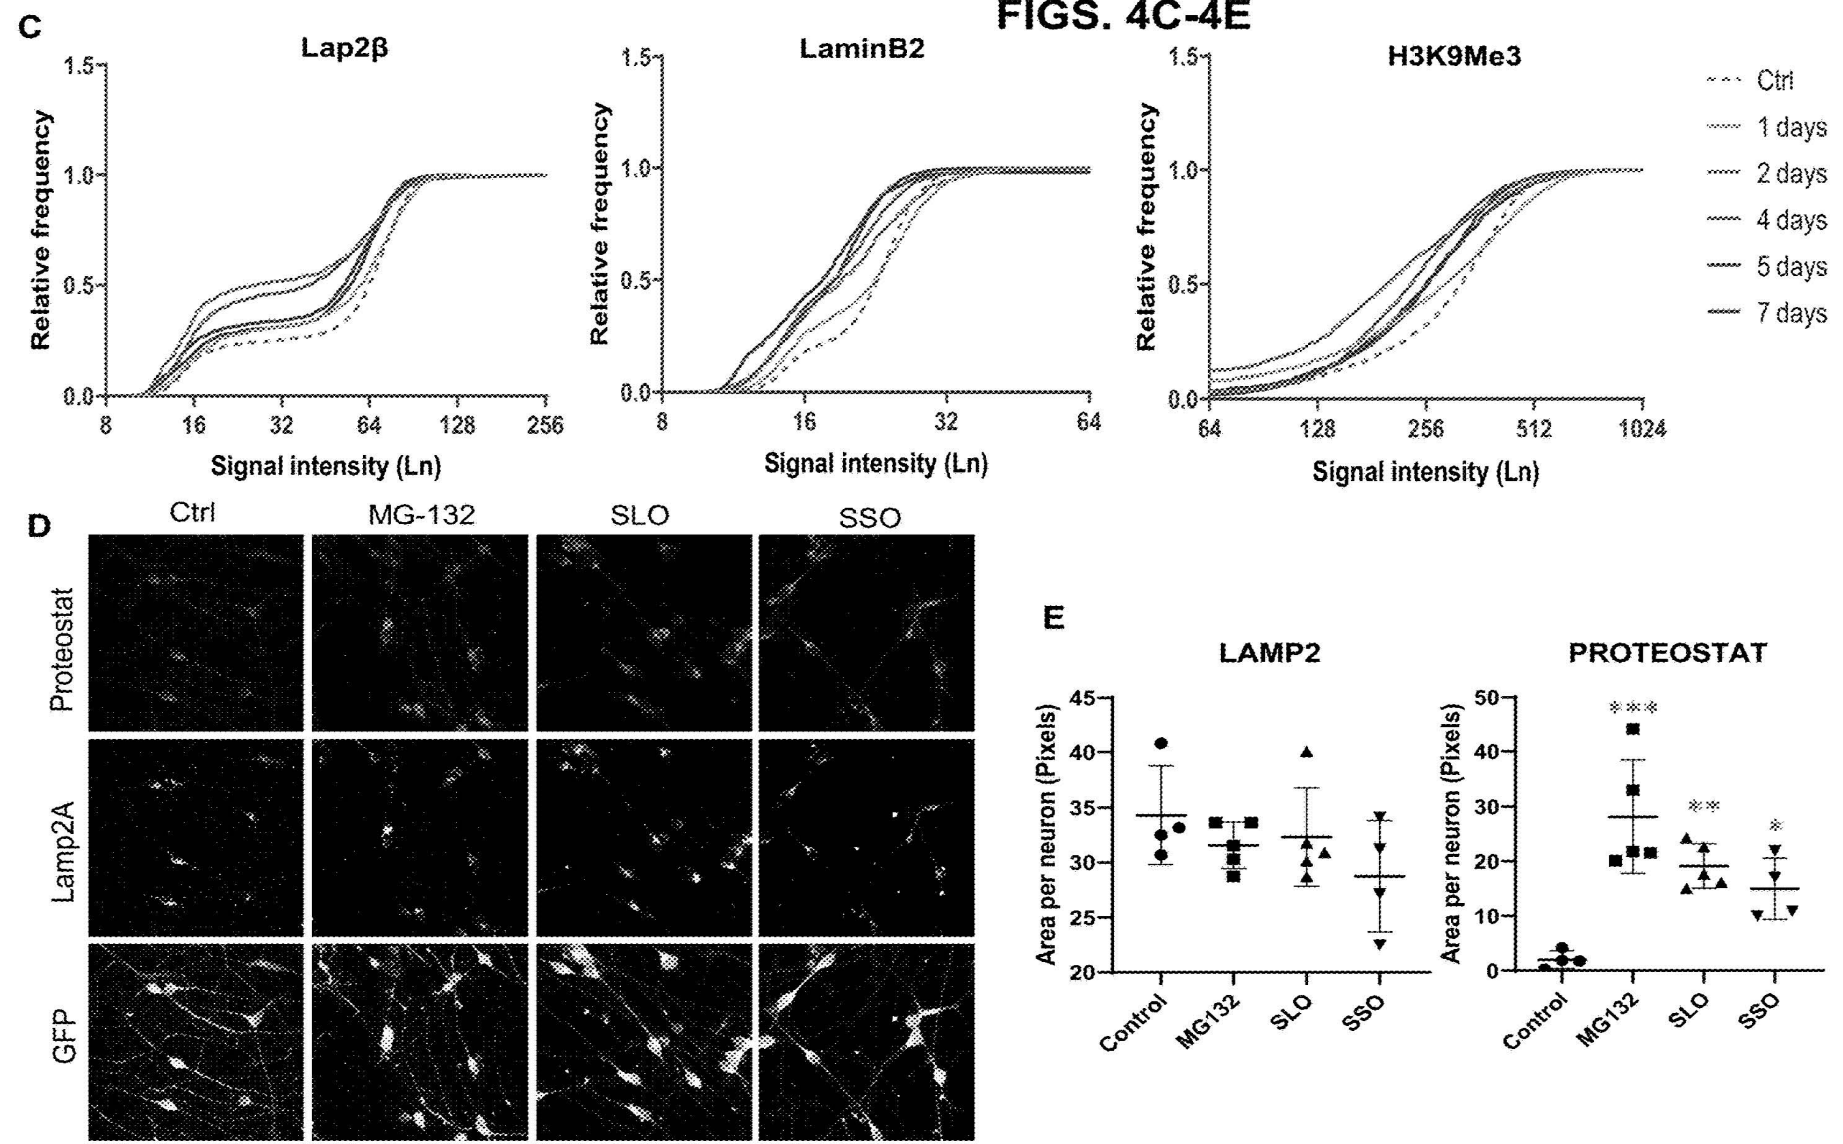 FIGS. 4C-4E
C
Lap2β
Relative frequency
1.5
1.0
0.5
0.0
8 16 32 64 128 256
Signal intensity (Ln)
LaminB2
Relative frequency
1.5
1.0
0.5
0.0
8 16 32 64
Signal intensity (Ln)
H3K9Me3
Relative frequency
1.5
1.0
0.5
0.0
64 128 256 512 1024
Signal intensity (Ln)
Ctrl
1 days
2 days
4 days
5 days
7 days
D
Ctrl MG-132 SLO SSO
Proteostat
Lamp2A
GFP
E
LAMP2
Area per neuron (Pixels)
45
40
35
30
25
20
Control MG132 SLO SSO
PROTEOSTAT
Area per neuron (Pixels)
50
40
30
20
10
0
***
**
*
Control MG132 SLO SSO